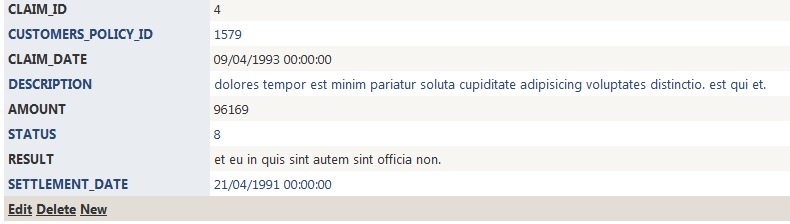 CLAIM_ID 4
CUSTOMERS_POLICY_ID 1579
CLAIM_DATE 09/04/1993 00:00:00
DESCRIPTION dolores tempor est minim pariatur soluta cupiditate adipisicing voluptates distinctio. est qui et.
AMOUNT 96169
STATUS 8
RESULT et eu in quis sint autem sint officia non.
SETTLEMENT_DATE 21/04/1991 00:00:00
Edit Delete New